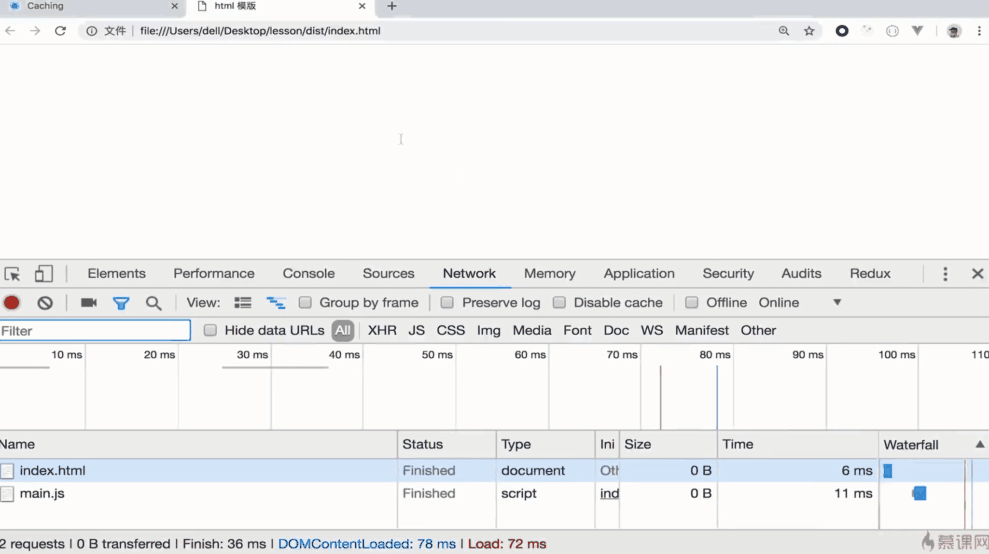 Caching
html 模版
文件 | file:///Users/dell/Desktop/lesson/dist/index.html
Elements Performance Console Sources Network Memory Application Security Audits Redux
View: Group by frame Preserve log Disable cache Offline Online
Filter Hide data URLs All XHR JS CSS Img Media Font Doc WS Manifest Other
10 ms 20 ms 30 ms 40 ms 50 ms 60 ms 70 ms 80 ms 90 ms 100 ms 110
Name Status Type Ini Size Time Waterfall
index.html Finished document Oth 0 B 6 ms
main.js Finished script ind 0 B 11 ms
2 requests | 0 B transferred | Finish: 36 ms | DOMContentLoaded: 78 ms | Load: 72 ms
慕课网